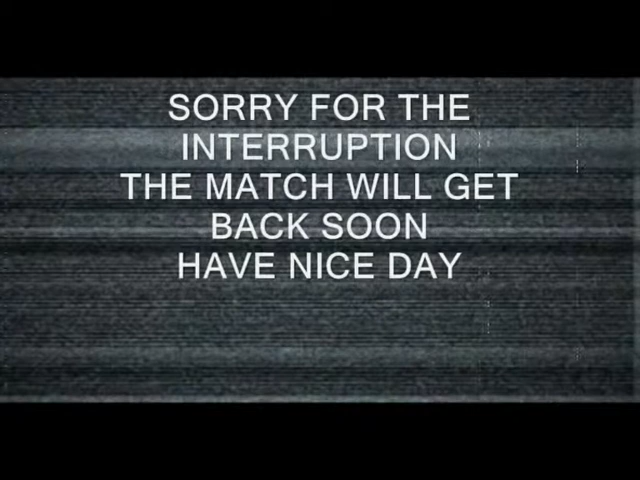 SORRY FOR THE
INTERRUPTION
THE MATCH WILL GET
BACK SOON
HAVE NICE DAY